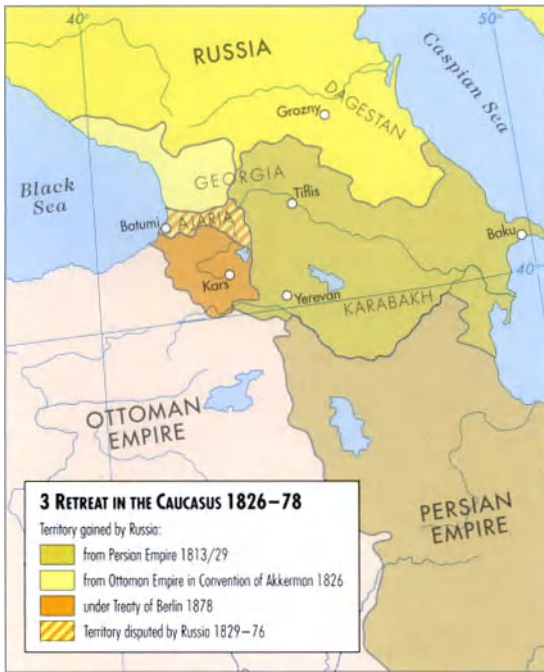 40°
50°
RUSSIA
Caspian Sea
Grozny
DAGESTAN
GEORGIA
Black
Sea
Tiflis
Batumi
AJARIA
Baku
Kars
Yerevan
40°
KARABAKH
OTTOMAN
EMPIRE
PERSIAN
EMPIRE
3 RETREAT IN THE CAUCASUS 1826–78
Territory gained by Russia:
from Persian Empire 1813/29
from Ottoman Empire in Convention of Akkerman 1826
under Treaty of Berlin 1878
Territory disputed by Russia 1829–76